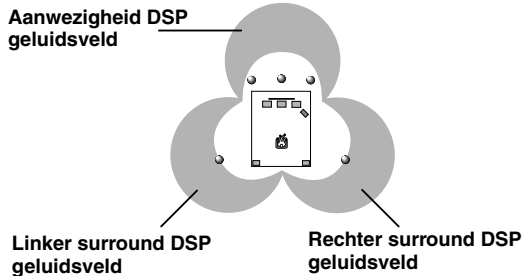 Aanwezigheid DSP
geluidsveld
Linker surround DSP
geluidsveld
Rechter surround DSP
geluidsveld